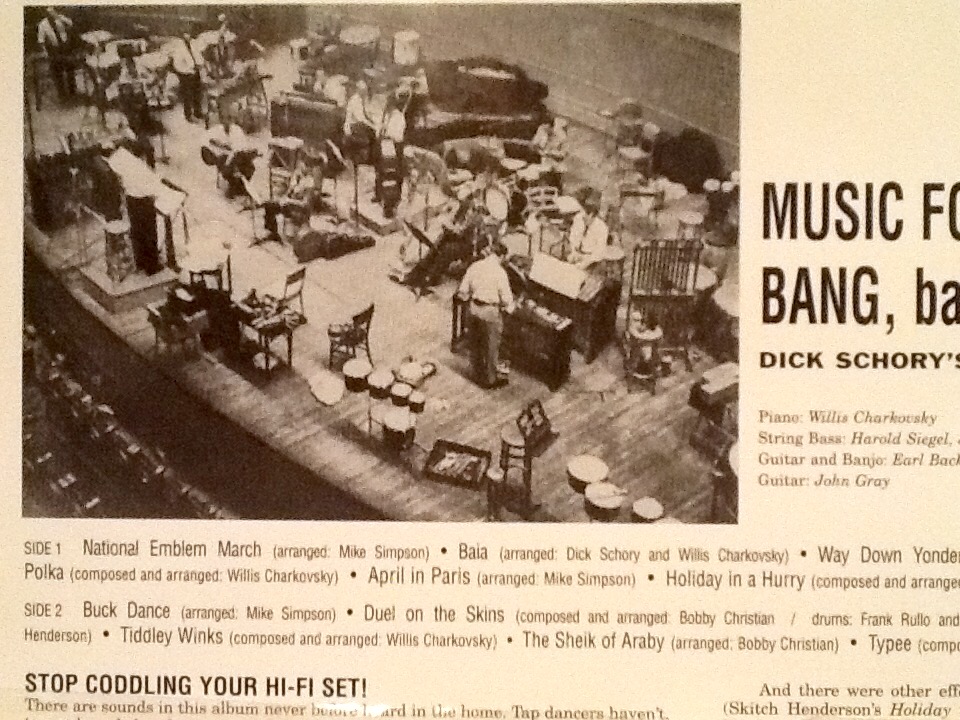 MUSIC FO
BANG, ba
DICK SCHORY'S
Piano: Willis Charkovsky
String Bass: Harold Siegel,
Guitar and Banjo: Earl Back
Guitar: John Gray
SIDE 1 National Emblem March (arranged: Mike Simpson) • Baia (arranged: Dick Schory and Willis Charkovsky) • Way Down Yonder
Polka (composed and arranged: Willis Charkovsky) • April in Paris (arranged: Mike Simpson) • Holiday in a Hurry (composed and arranged
SIDE 2 Buck Dance (arranged: Mike Simpson) • Duel on the Skins (composed and arranged: Bobby Christian / drums: Frank Rullo and
Henderson) • Tiddley Winks (composed and arranged: Willis Charkovsky) • The Sheik of Araby (arranged: Bobby Christian) • Typee (compo
STOP CODDLING YOUR HI-FI SET!
There are sounds in this album never before heard in the home. Tap dancers haven't,
And there were other effe
(Skitch Henderson's Holiday